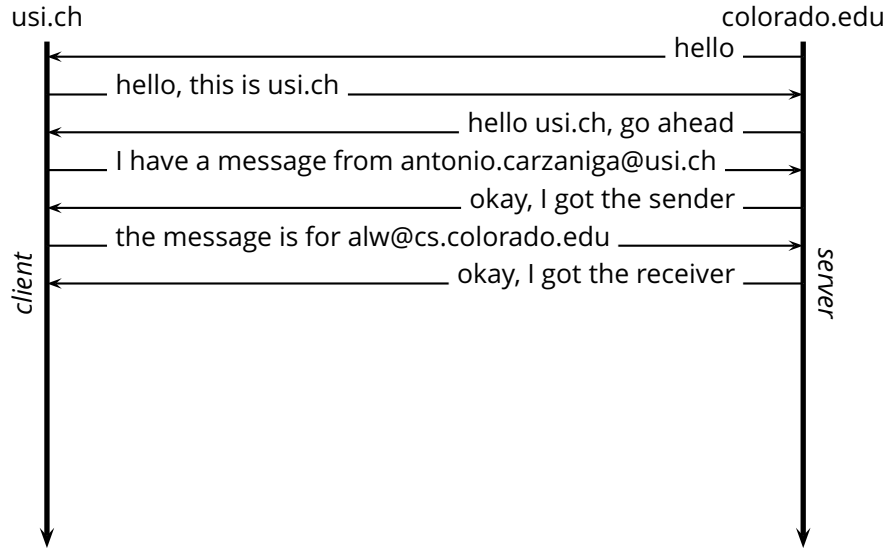 usi.ch
colorado.edu
hello
hello, this is usi.ch
hello usi.ch, go ahead
I have a message from antonio.carzaniga@usi.ch
okay, I got the sender
the message is for alw@cs.colorado.edu
okay, I got the receiver
client
server